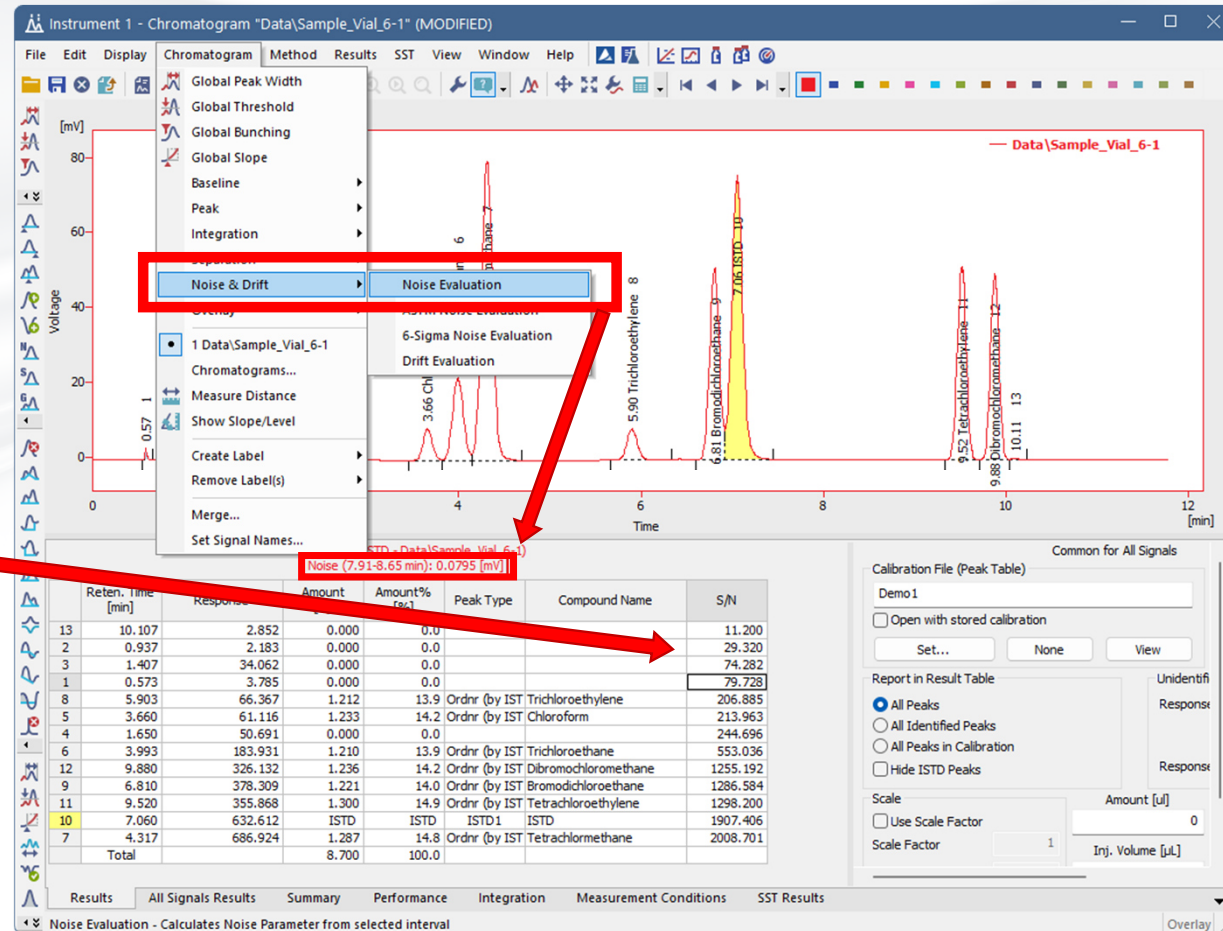 Instrument 1 - Chromatogram "Data\Sample_Vial_6-1" (MODIFIED)
File Edit Display Chromatogram Method Results SST View Window Help
Global Peak Width
Global Threshold
Global Bunching
Global Slope
Baseline
Peak
Integration
Noise & Drift
Noise Evaluation
6-Sigma Noise Evaluation
Drift Evaluation
1 Data\Sample_Vial_6-1
Chromatograms...
Measure Distance
Show Slope/Level
Create Label
Remove Label(s)
Merge...
Set Signal Names...
[mV]
80
60
40
20
0
Voltage
Data\Sample_Vial_6-1
0.57 1
3.66 Chl
6
7
5.90 Trichloroethylene 8
6.81 Bromodichloroethane 9
7.06 ISTD 10
9.52 Tetrachloroethylene 11
9.88 Dibromochloromethane 12
10.11 13
0 4 6 8 10 12
Time
[min]
Noise (7.91-8.65 min): 0.0795 [mV]
Reten. Time [min] Response Amount Amount% [%] Peak Type Compound Name S/N
13 10.107 2.852 0.000 0.0 11.200
2 0.937 2.183 0.000 0.0 29.320
3 1.407 34.062 0.000 0.0 74.282
1 0.573 3.785 0.000 0.0 79.728
8 5.903 66.367 1.212 13.9 Ordnr (by IST Trichloroethylene 206.885
5 3.660 61.116 1.233 14.2 Ordnr (by IST Chloroform 213.963
4 1.650 50.691 0.000 0.0 244.696
6 3.993 183.931 1.210 13.9 Ordnr (by IST Trichloroethane 553.036
12 9.880 326.132 1.236 14.2 Ordnr (by IST Dibromochloromethane 1255.192
9 6.810 378.309 1.221 14.0 Ordnr (by IST Bromodichloroethane 1286.584
11 9.520 355.868 1.300 14.9 Ordnr (by IST Tetrachloroethylene 1298.200
10 7.060 632.612 ISTD ISTD ISTD1 ISTD 1907.406
7 4.317 686.924 1.287 14.8 Ordnr (by IST Tetrachlormethane 2008.701
Total 8.700 100.0
Common for All Signals
Calibration File (Peak Table)
Demo1
Open with stored calibration
Set... None View
Report in Result Table
All Peaks
All Identified Peaks
All Peaks in Calibration
Hide ISTD Peaks
Unidentifi
Response
Response
Scale
Use Scale Factor
Scale Factor 1
Amount [ul]
0
Inj. Volume [µL]
Results All Signals Results Summary Performance Integration Measurement Conditions SST Results
Noise Evaluation - Calculates Noise Parameter from selected interval
Overlay